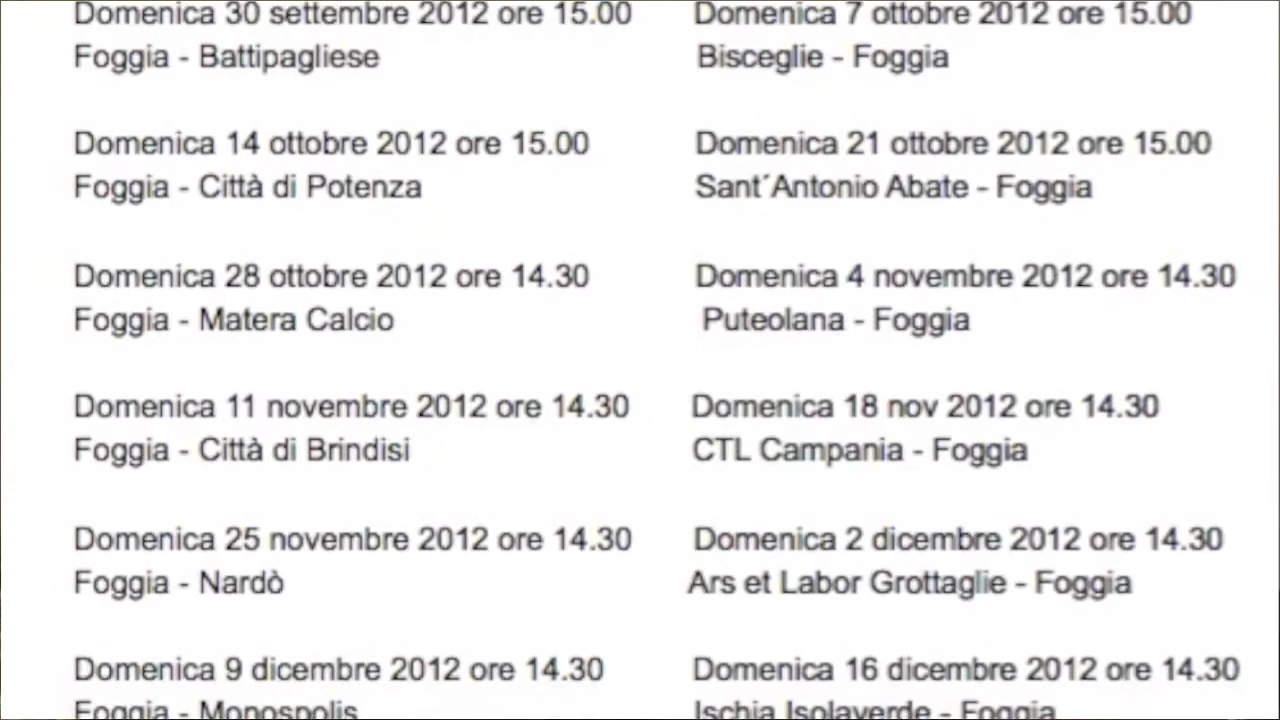 Domenica 30 settembre 2012 ore 15.00
Foggia - Battipagliese
Domenica 7 ottobre 2012 ore 15.00
Bisceglie - Foggia
Domenica 14 ottobre 2012 ore 15.00
Foggia - Città di Potenza
Domenica 21 ottobre 2012 ore 15.00
Sant´Antonio Abate - Foggia
Domenica 28 ottobre 2012 ore 14.30
Foggia - Matera Calcio
Domenica 4 novembre 2012 ore 14.30
Puteolana - Foggia
Domenica 11 novembre 2012 ore 14.30
Foggia - Città di Brindisi
Domenica 18 nov 2012 ore 14.30
CTL Campania - Foggia
Domenica 25 novembre 2012 ore 14.30
Foggia - Nardò
Domenica 2 dicembre 2012 ore 14.30
Ars et Labor Grottaglie - Foggia
Domenica 9 dicembre 2012 ore 14.30
Foggia - Monospolis
Domenica 16 dicembre 2012 ore 14.30
Ischia Isolaverde - Foggia